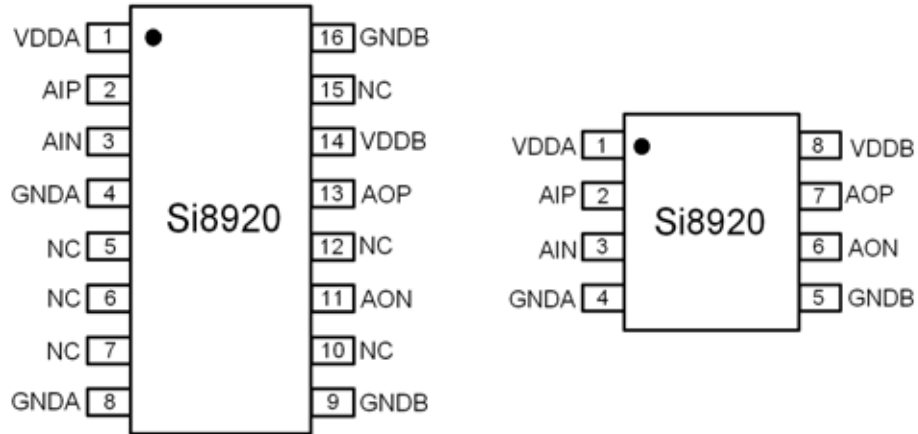 VDDA 1 16 GNDB
AIP 2 15 NC
AIN 3 14 VDDB
GNDA 4 13 AOP
Si8920
NC 5 12 NC
NC 6 11 AON
NC 7 10 NC
GNDA 8 9 GNDB
VDDA 1 8 VDDB
AIP 2 7 AOP
Si8920
AIN 3 6 AON
GNDA 4 5 GNDB